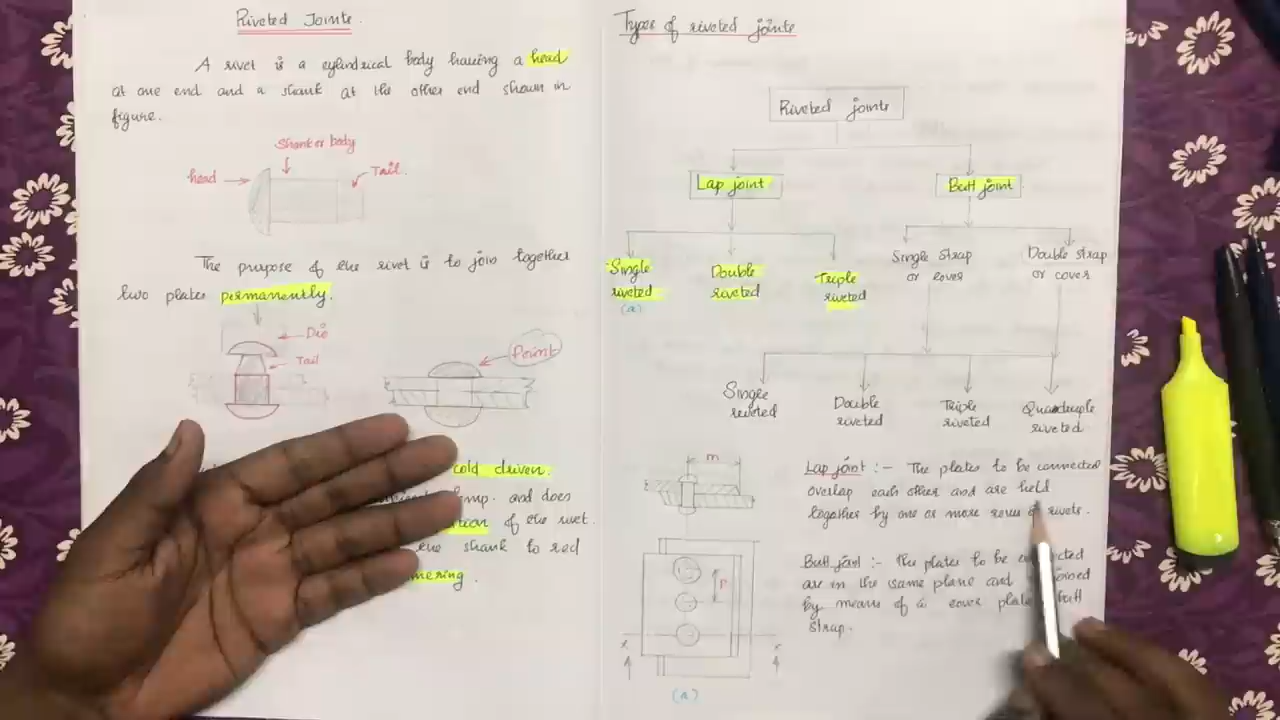 Riveted Joints.
A rivet is a cylindrical body having a head
at one end and a shank at the other end shown in
figure.
Shank or body
head
Tail.
The purpose of the rivet is to join together
two plates permanently.
Die
Tail
Point
cold driven.
temp. and does
of the rivet.
the shank to red
Types of riveted joints
Riveted joints
Lap joint
Butt joint
Single
riveted
(a)
Double
riveted
Triple
riveted
Single strap
or cover
Double strap
or cover
Single
riveted
Double
riveted
Triple
riveted
Quadruple
riveted
m
P
x
x
(a)
Lap joint :- The plates to be connected
overlap each other and are held
together by one or more rows of rivets.
Butt joint :- The plates to be
are in the same plane and
by means of a cover plate
strap.